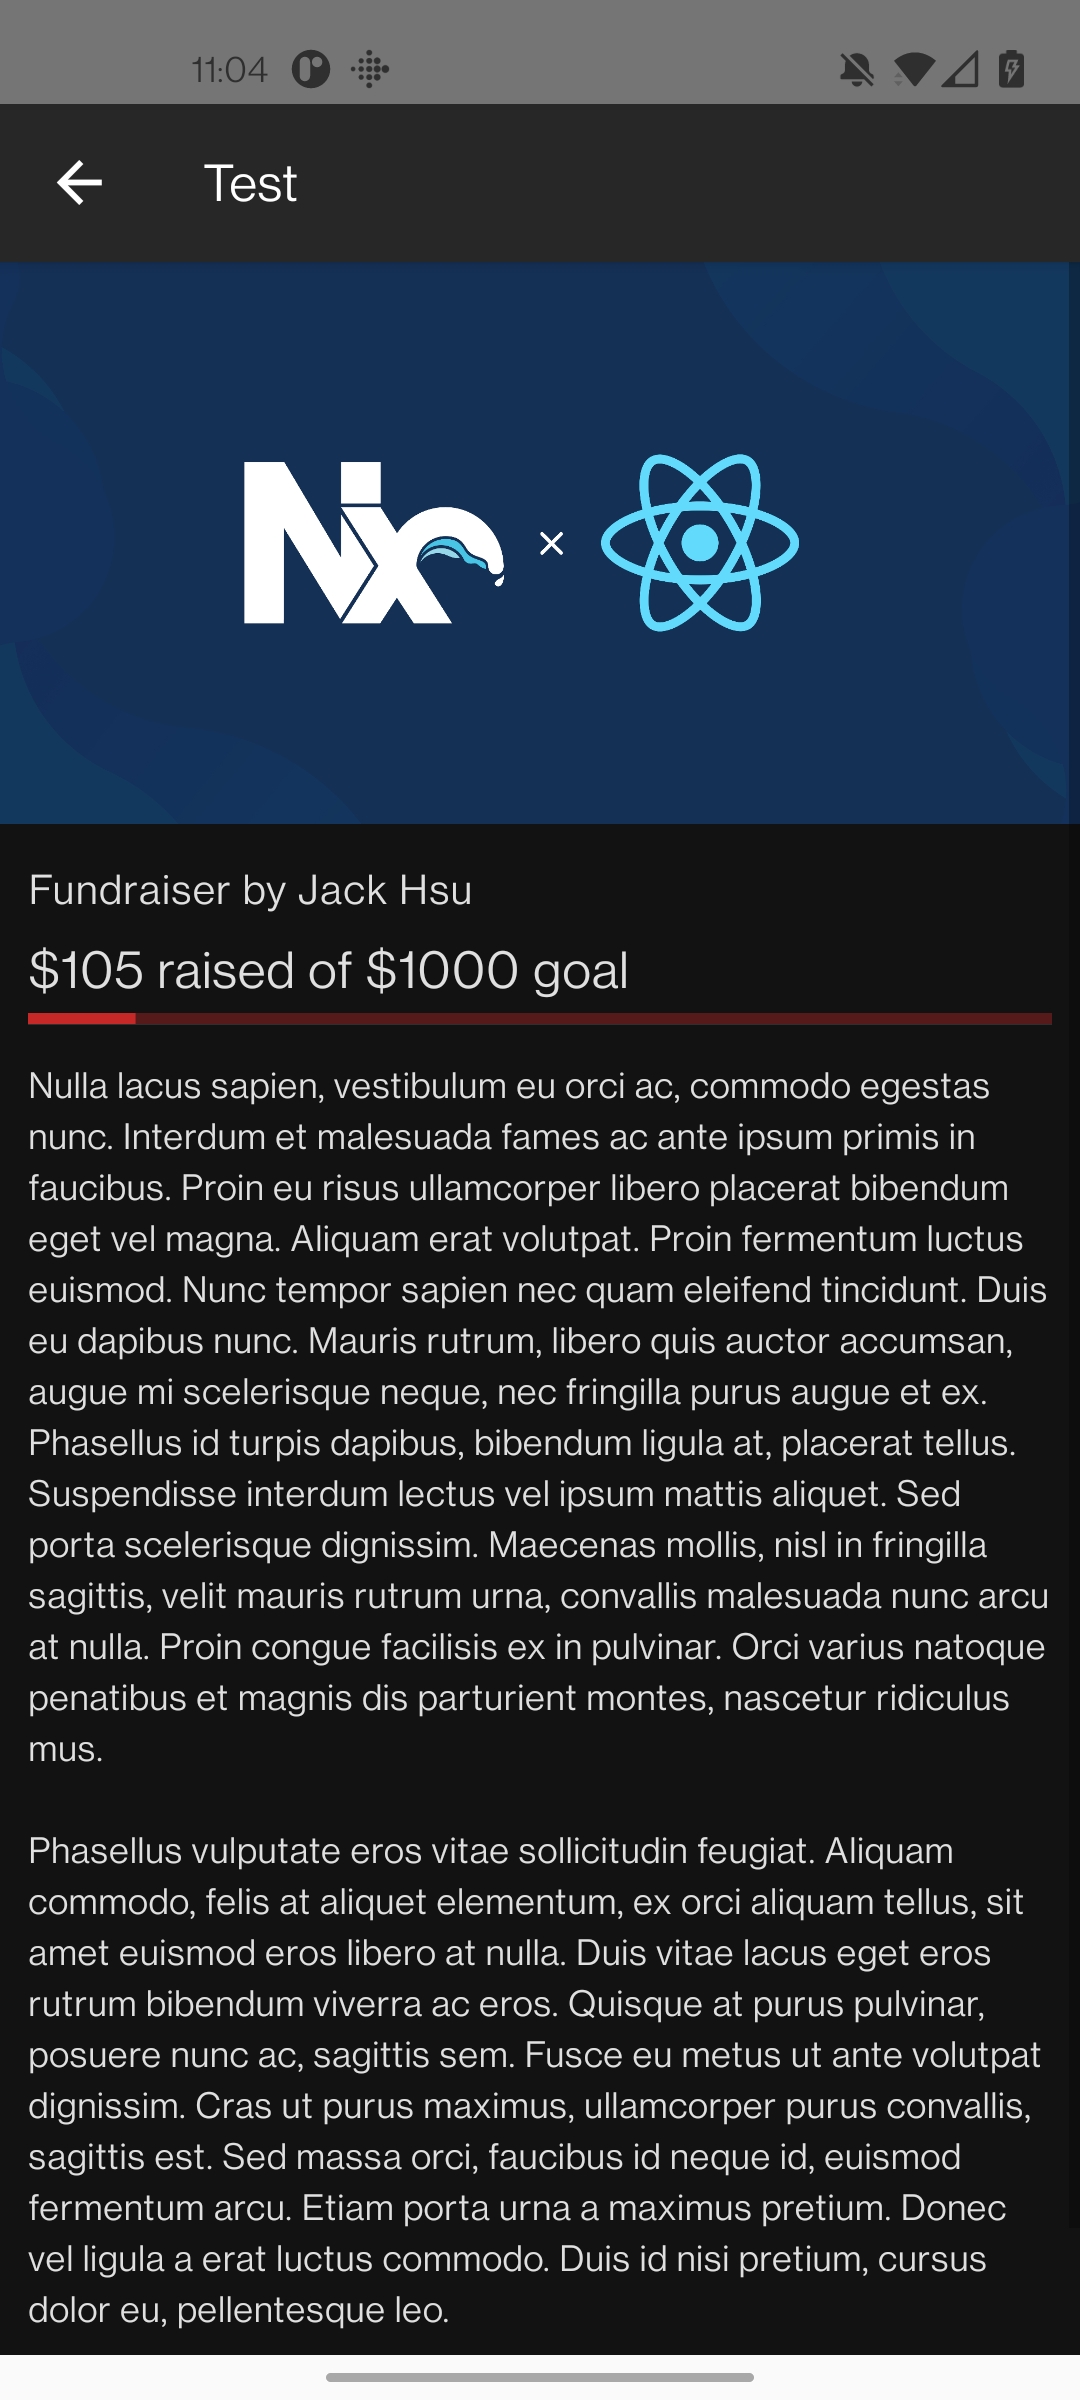 11:04
Test
Nx × 
Fundraiser by Jack Hsu
$105 raised of $1000 goal
Nulla lacus sapien, vestibulum eu orci ac, commodo egestas
nunc. Interdum et malesuada fames ac ante ipsum primis in
faucibus. Proin eu risus ullamcorper libero placerat bibendum
eget vel magna. Aliquam erat volutpat. Proin fermentum luctus
euismod. Nunc tempor sapien nec quam eleifend tincidunt. Duis
eu dapibus nunc. Mauris rutrum, libero quis auctor accumsan,
augue mi scelerisque neque, nec fringilla purus augue et ex.
Phasellus id turpis dapibus, bibendum ligula at, placerat tellus.
Suspendisse interdum lectus vel ipsum mattis aliquet. Sed
porta scelerisque dignissim. Maecenas mollis, nisl in fringilla
sagittis, velit mauris rutrum urna, convallis malesuada nunc arcu
at nulla. Proin congue facilisis ex in pulvinar. Orci varius natoque
penatibus et magnis dis parturient montes, nascetur ridiculus
mus.
Phasellus vulputate eros vitae sollicitudin feugiat. Aliquam
commodo, felis at aliquet elementum, ex orci aliquam tellus, sit
amet euismod eros libero at nulla. Duis vitae lacus eget eros
rutrum bibendum viverra ac eros. Quisque at purus pulvinar,
posuere nunc ac, sagittis sem. Fusce eu metus ut ante volutpat
dignissim. Cras ut purus maximus, ullamcorper purus convallis,
sagittis est. Sed massa orci, faucibus id neque id, euismod
fermentum arcu. Etiam porta urna a maximus pretium. Donec
vel ligula a erat luctus commodo. Duis id nisi pretium, cursus
dolor eu, pellentesque leo.